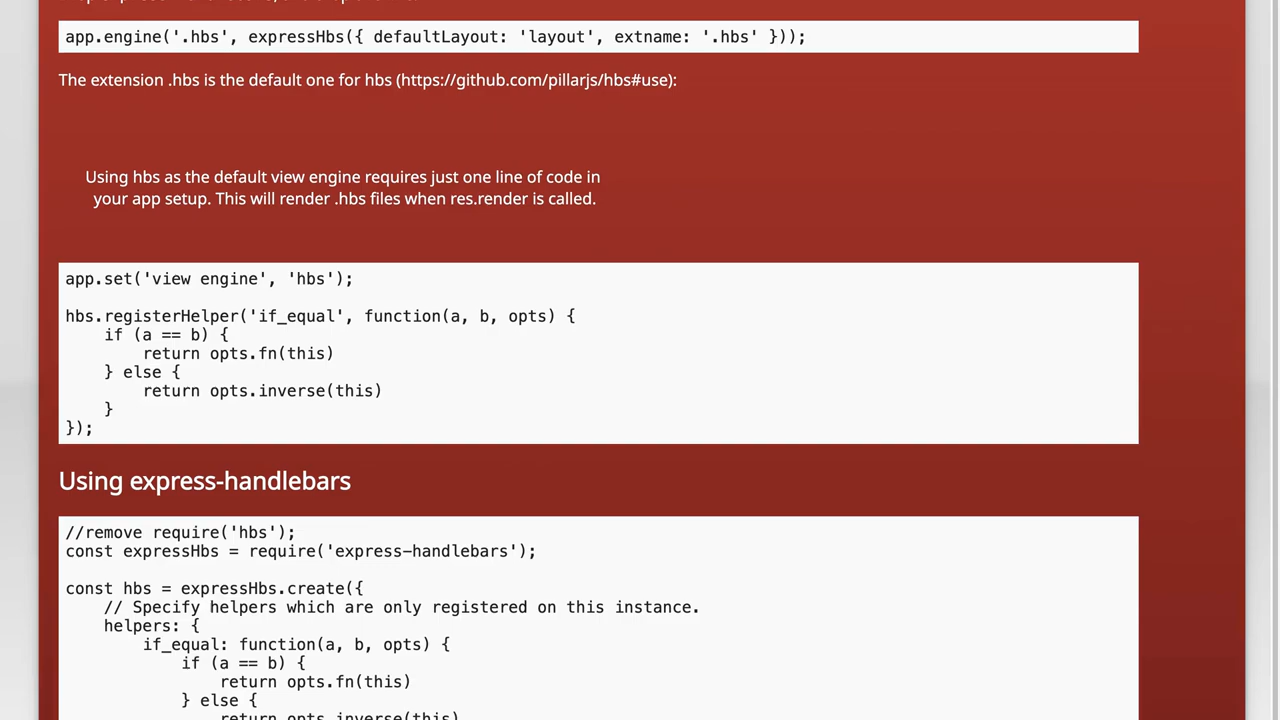 app.engine('.hbs', expressHbs({ defaultLayout: 'layout', extname: '.hbs' }));
The extension .hbs is the default one for hbs (https://github.com/pillarjs/hbs#use):
Using hbs as the default view engine requires just one line of code in
your app setup. This will render .hbs files when res.render is called.
app.set('view engine', 'hbs');
hbs.registerHelper('if_equal', function(a, b, opts) {
    if (a == b) {
        return opts.fn(this)
    } else {
        return opts.inverse(this)
    }
});
Using express-handlebars
//remove require('hbs');
const expressHbs = require('express-handlebars');
const hbs = expressHbs.create({
    // Specify helpers which are only registered on this instance.
    helpers: {
        if_equal: function(a, b, opts) {
            if (a == b) {
                return opts.fn(this)
            } else {
                return opts.inverse(this)